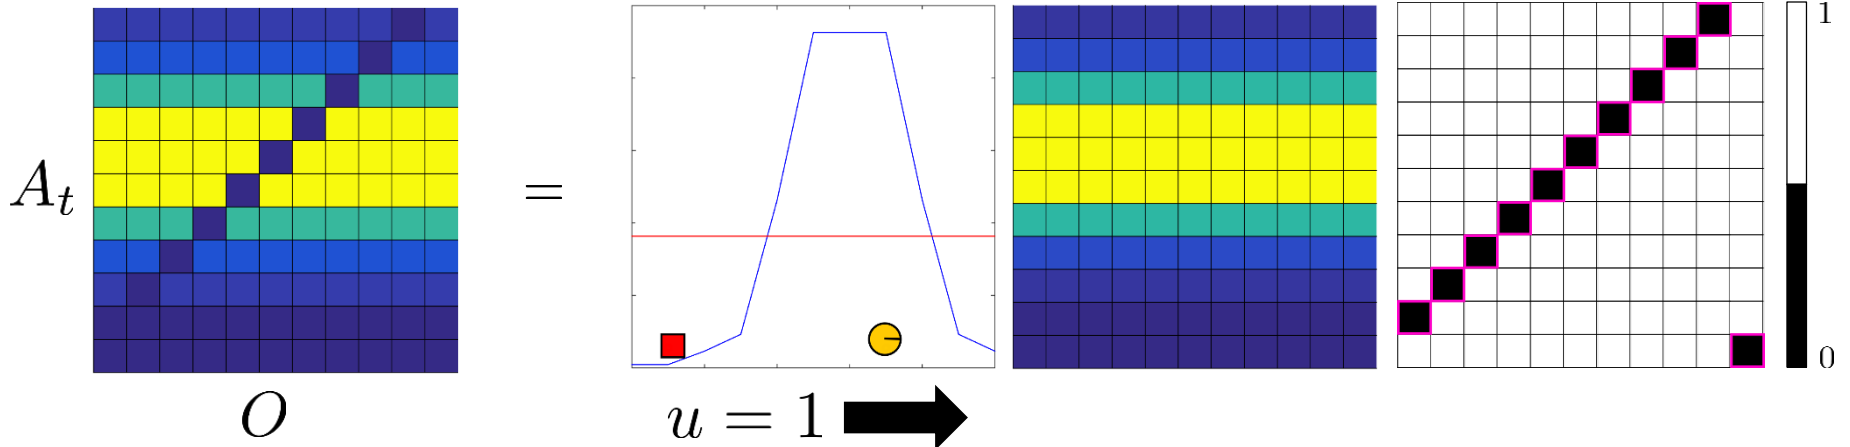 A_t
=
1
0
O
u = 1